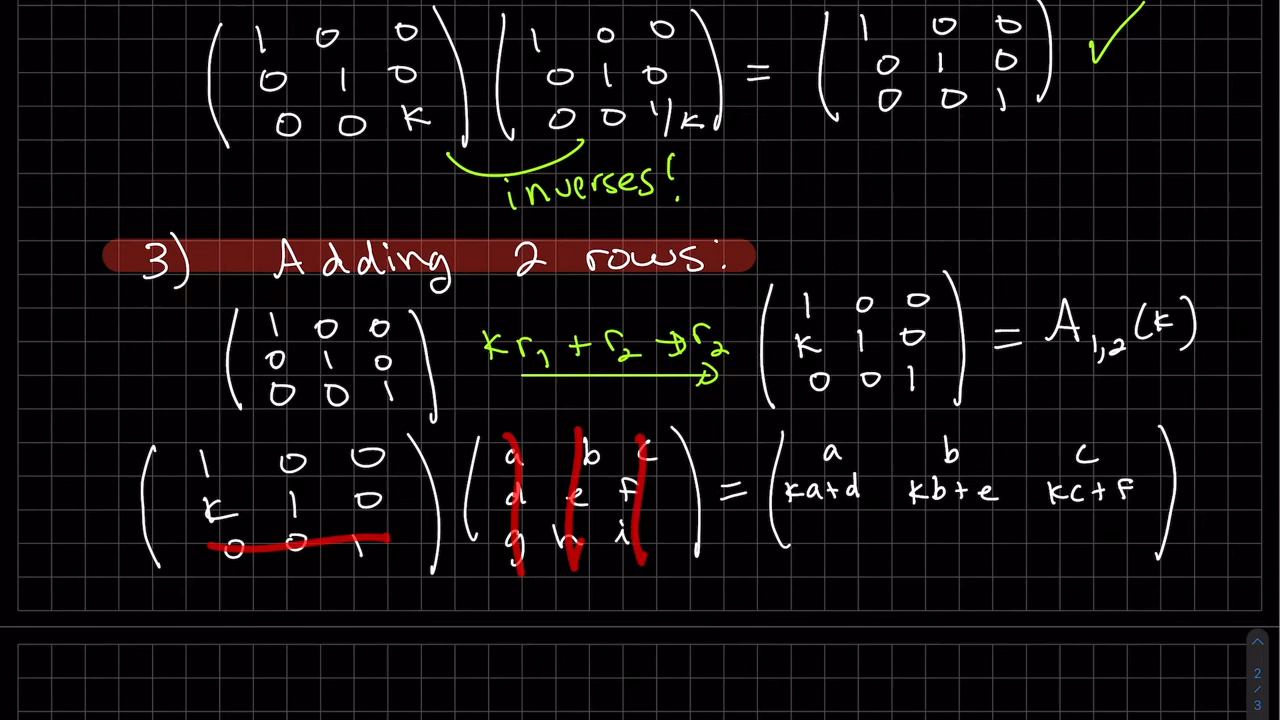 ( 1 0 0 ) ( 1 0 0 ) = ( 1 0 0 ) ✓
( 0 1 0 ) ( 0 1 0 ) ( 0 1 0 )
( 0 0 k ) ( 0 0 1/k ) ( 0 0 1 )
inverses!
3) Adding 2 rows:
( 1 0 0 ) kr₁ + r₂ → r₂ ( 1 0 0 ) = A₁,₂(k)
( 0 1 0 ) ( k 1 0 )
( 0 0 1 ) ( 0 0 1 )
( 1 0 0 ) ( a b c ) = ( a b c )
( k 1 0 ) ( d e f ) ( ka+d kb+e kc+f )
( 0 0 1 ) ( g h i )
2
/
3